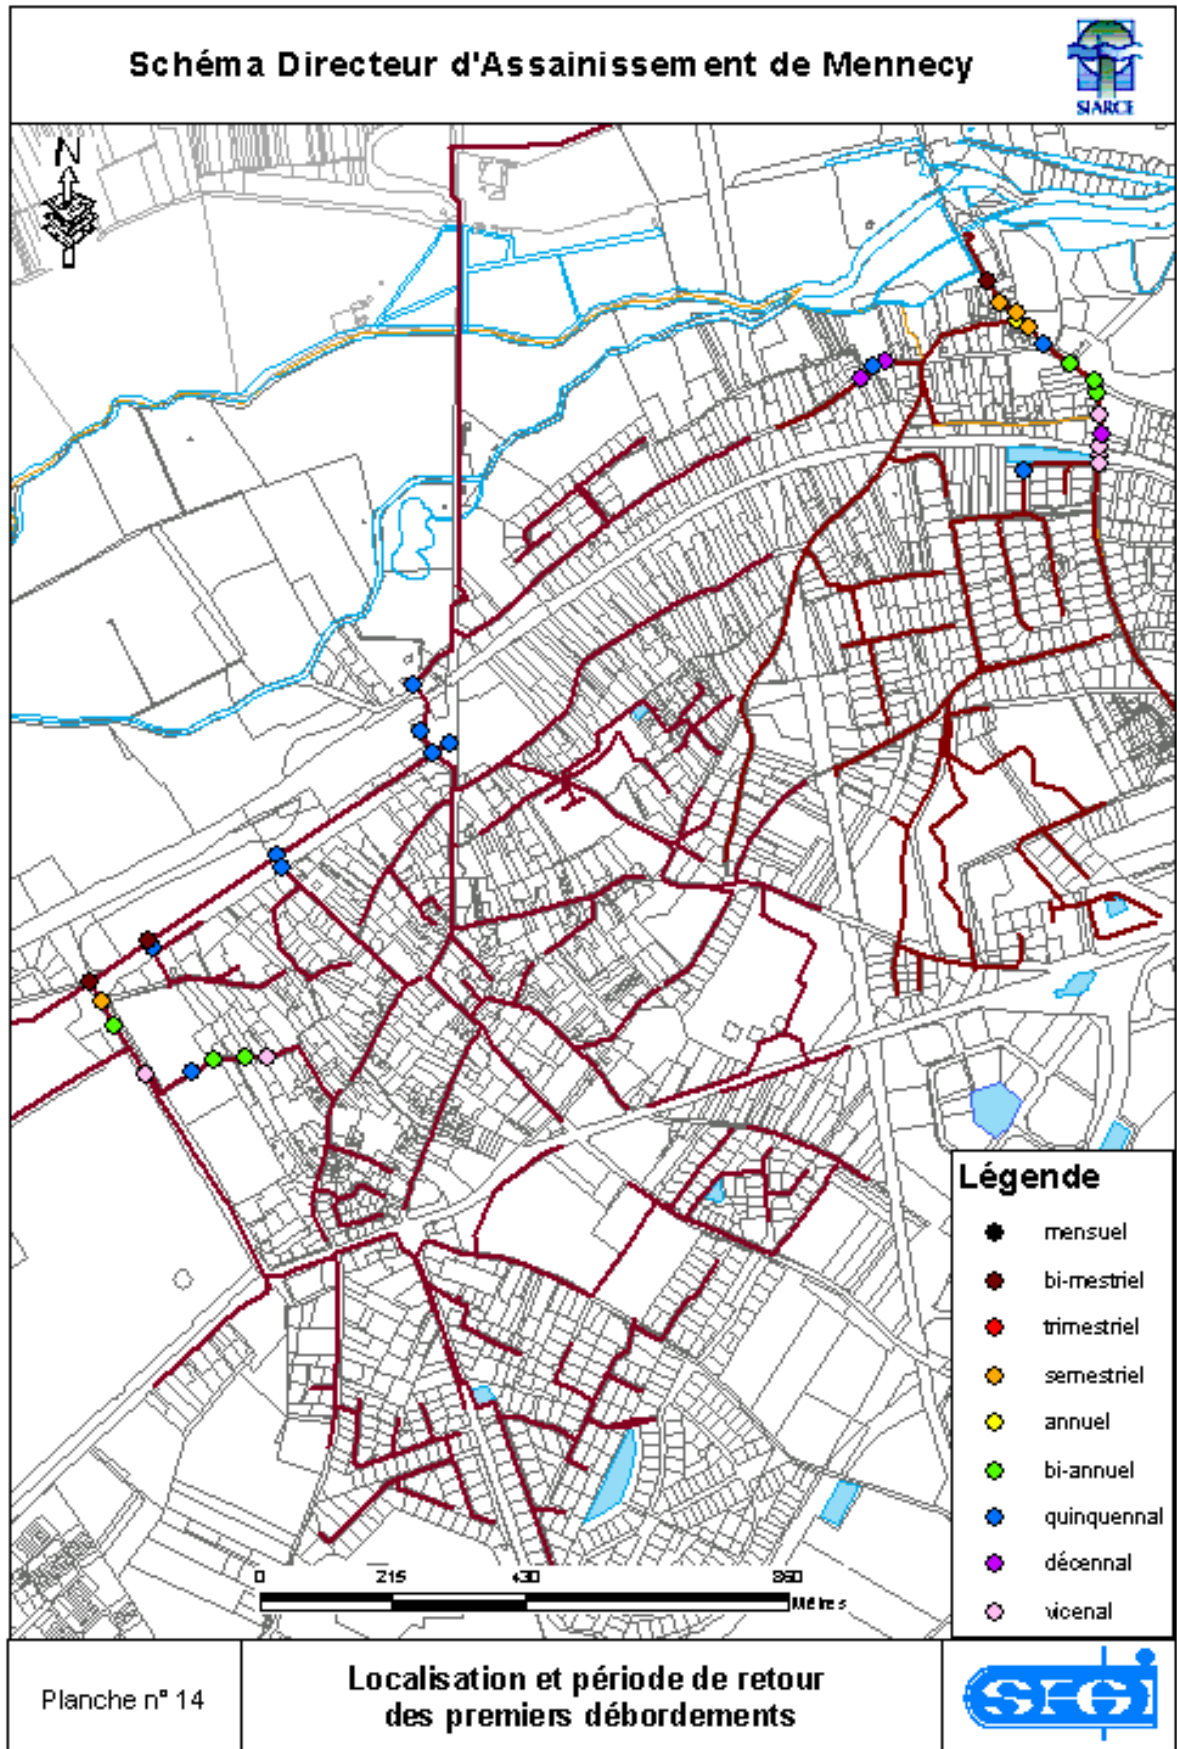 Schéma Directeur d'Assainissement de Mennecy
SIARCE
N
Légende
mensuel
bi-mestriel
trimestriel
semestriel
annuel
bi-annuel
quinquennal
décennal
vicenal
0 215 430 860
Mètres
Planche n° 14
Localisation et période de retour
des premiers débordements